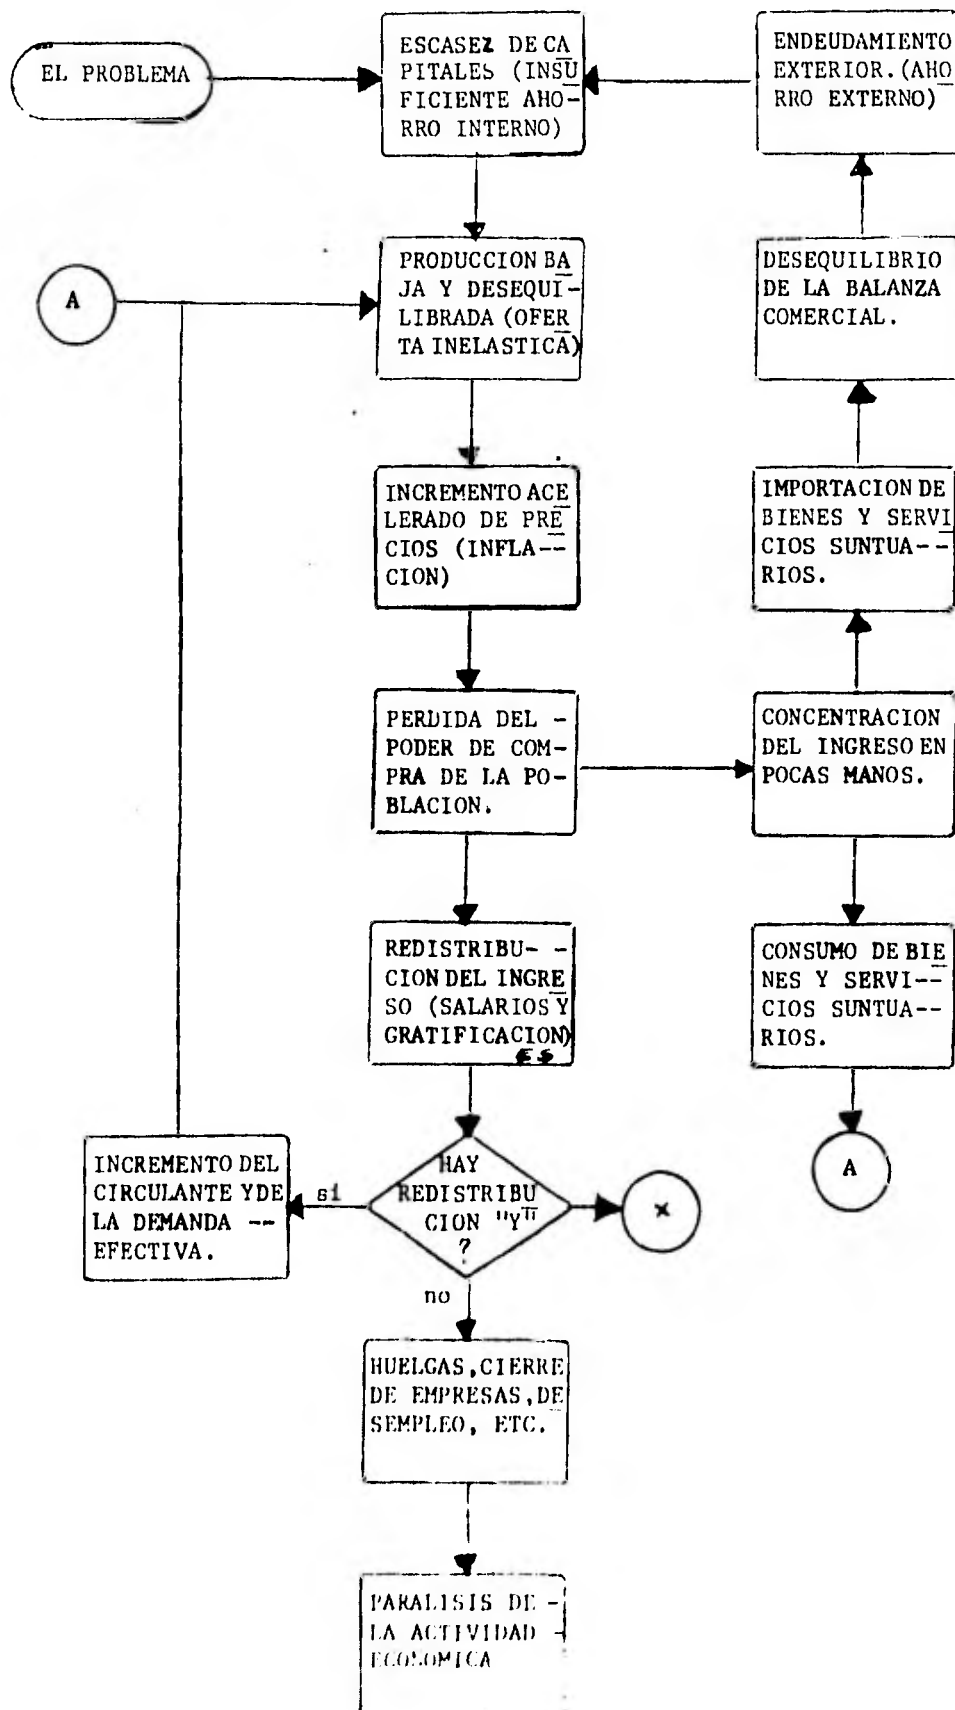 EL PROBLEMA
ESCASEZ DE CA
PITALES (INSU
FICIENTE AHO-
RRO INTERNO)
ENDEUDAMIENTO
EXTERIOR. (AHO
RRO EXTERNO)
A
PRODUCCION BA
JA Y DESEQUI-
LIBRADA (OFER
TA INELASTICA)
DESEQUILIBRIO
DE LA BALANZA
COMERCIAL.
INCREMENTO ACE
LERADO DE PRE
CIOS (INFLA--
CION)
IMPORTACION DE
BIENES Y SERVI
CIOS SUNTUA--
RIOS.
PERDIDA DEL -
PODER DE COM-
PRA DE LA PO-
BLACION.
CONCENTRACION
DEL INGRESO EN
POCAS MANOS.
REDISTRIBU- -
CION DEL INGRE
SO (SALARIOS Y
GRATIFICACION)
ES
CONSUMO DE BIE
NES Y SERVI--
CIOS SUNTUA--
RIOS.
INCREMENTO DEL
CIRCULANTE Y DE
LA DEMANDA --
EFECTIVA.
si
HAY
REDISTRIBU
CION "Y"
?
X
A
no
HUELGAS, CIERRE
DE EMPRESAS, DE
SEMPLEO, ETC.
PARALISIS DE -
LA ACTIVIDAD -
ECONOMICA